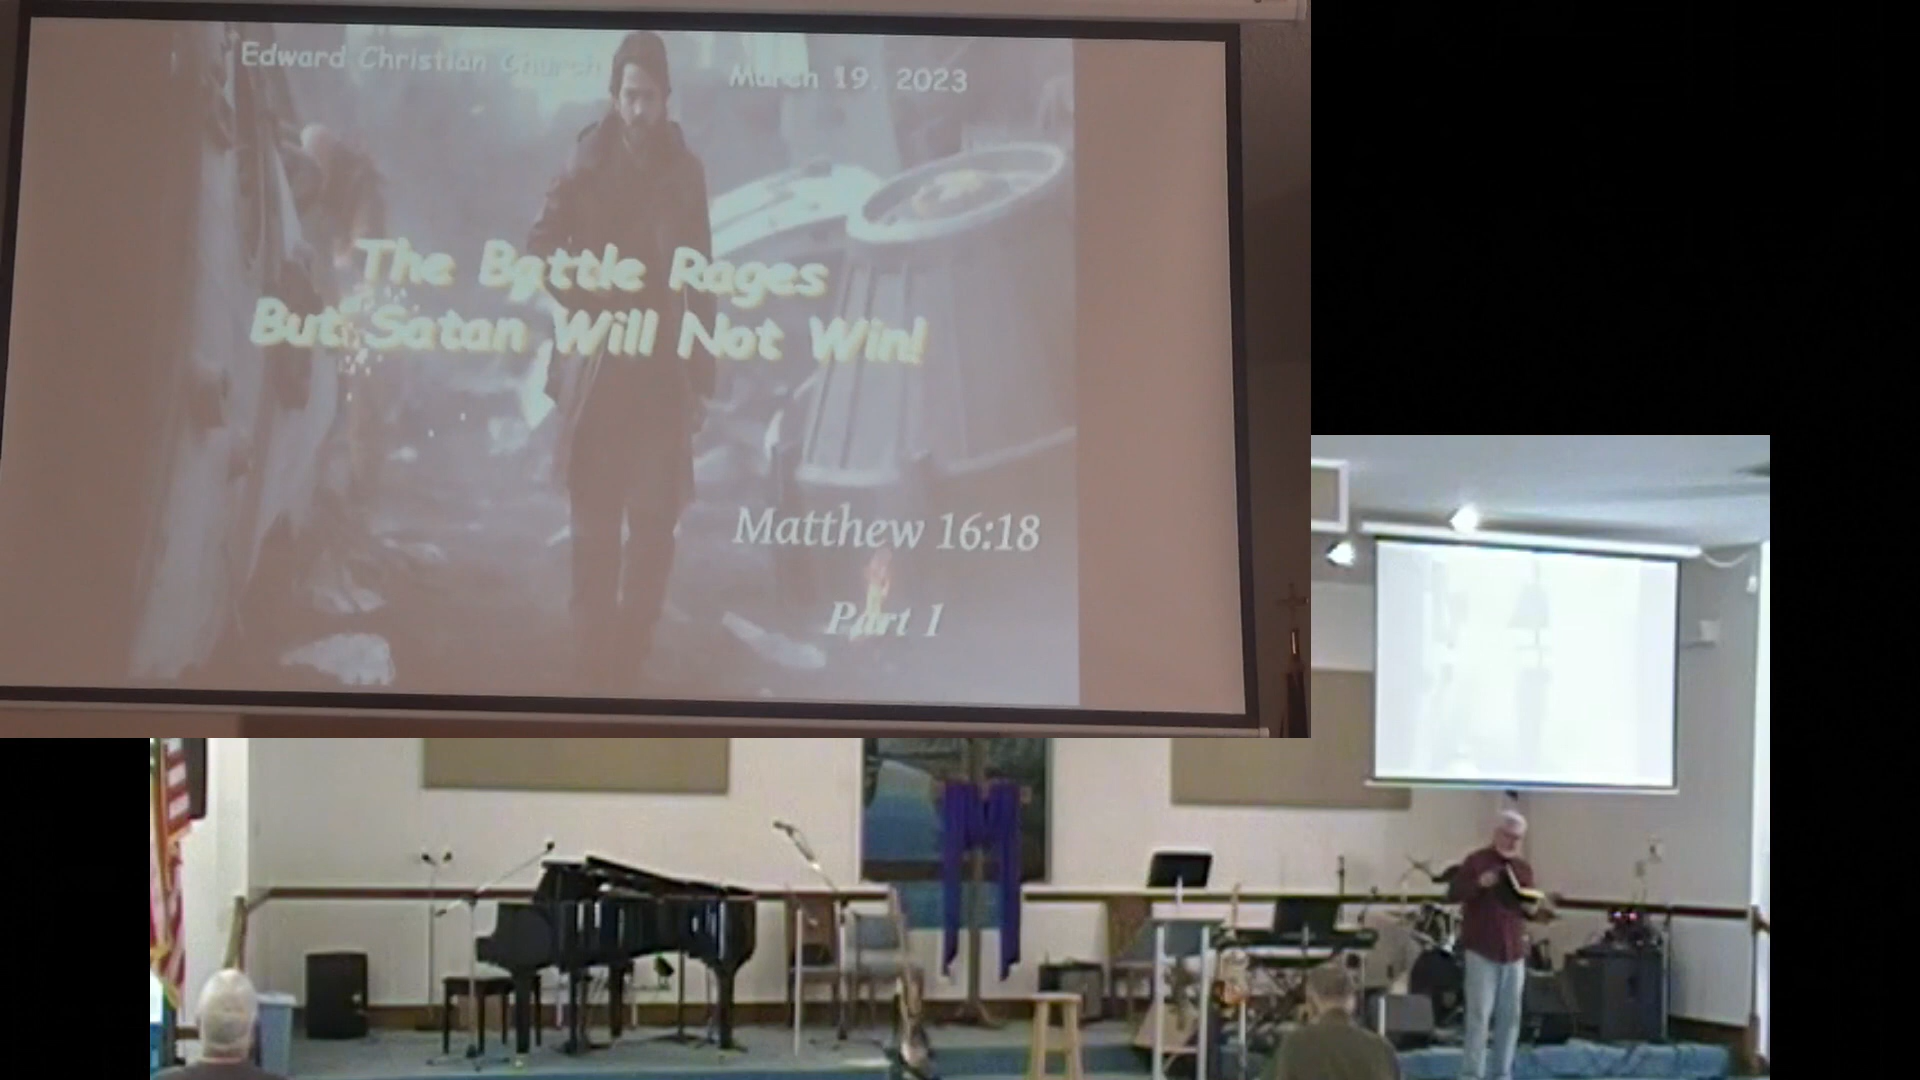 Edward Christian Church
March 19, 2023
The Battle Rages
But Satan Will Not Win!
Matthew 16:18
Part 1